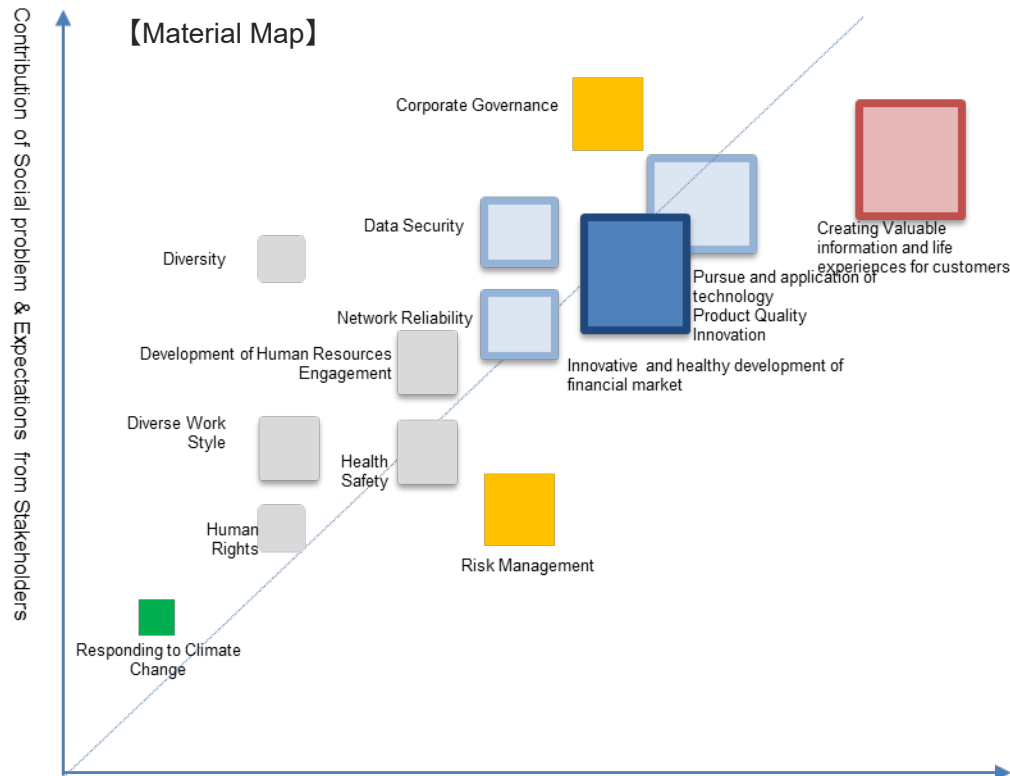 【Material Map】
Contribution of Social problem & Expectations from Stakeholders
Corporate Governance
Data Security
Creating Valuable
information and life
experiences for customers
Diversity
Pursue and application of
technology
Product Quality
Innovation
Network Reliability
Development of Human Resources
Engagement
Innovative and healthy development of
financial market
Diverse Work
Style
Health
Safety
Human
Rights
Risk Management
Responding to Climate
Change